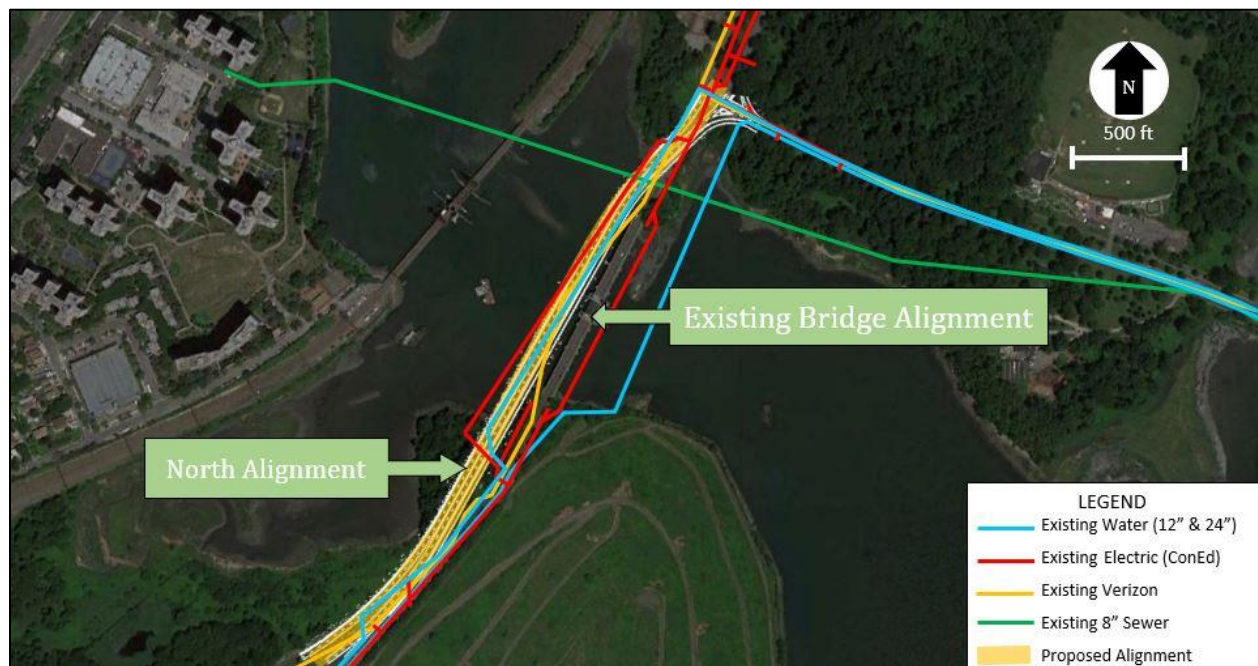 N
500 ft
Existing Bridge Alignment
North Alignment
LEGEND
Existing Water (12” & 24”)
Existing Electric (ConEd)
Existing Verizon
Existing 8” Sewer
Proposed Alignment